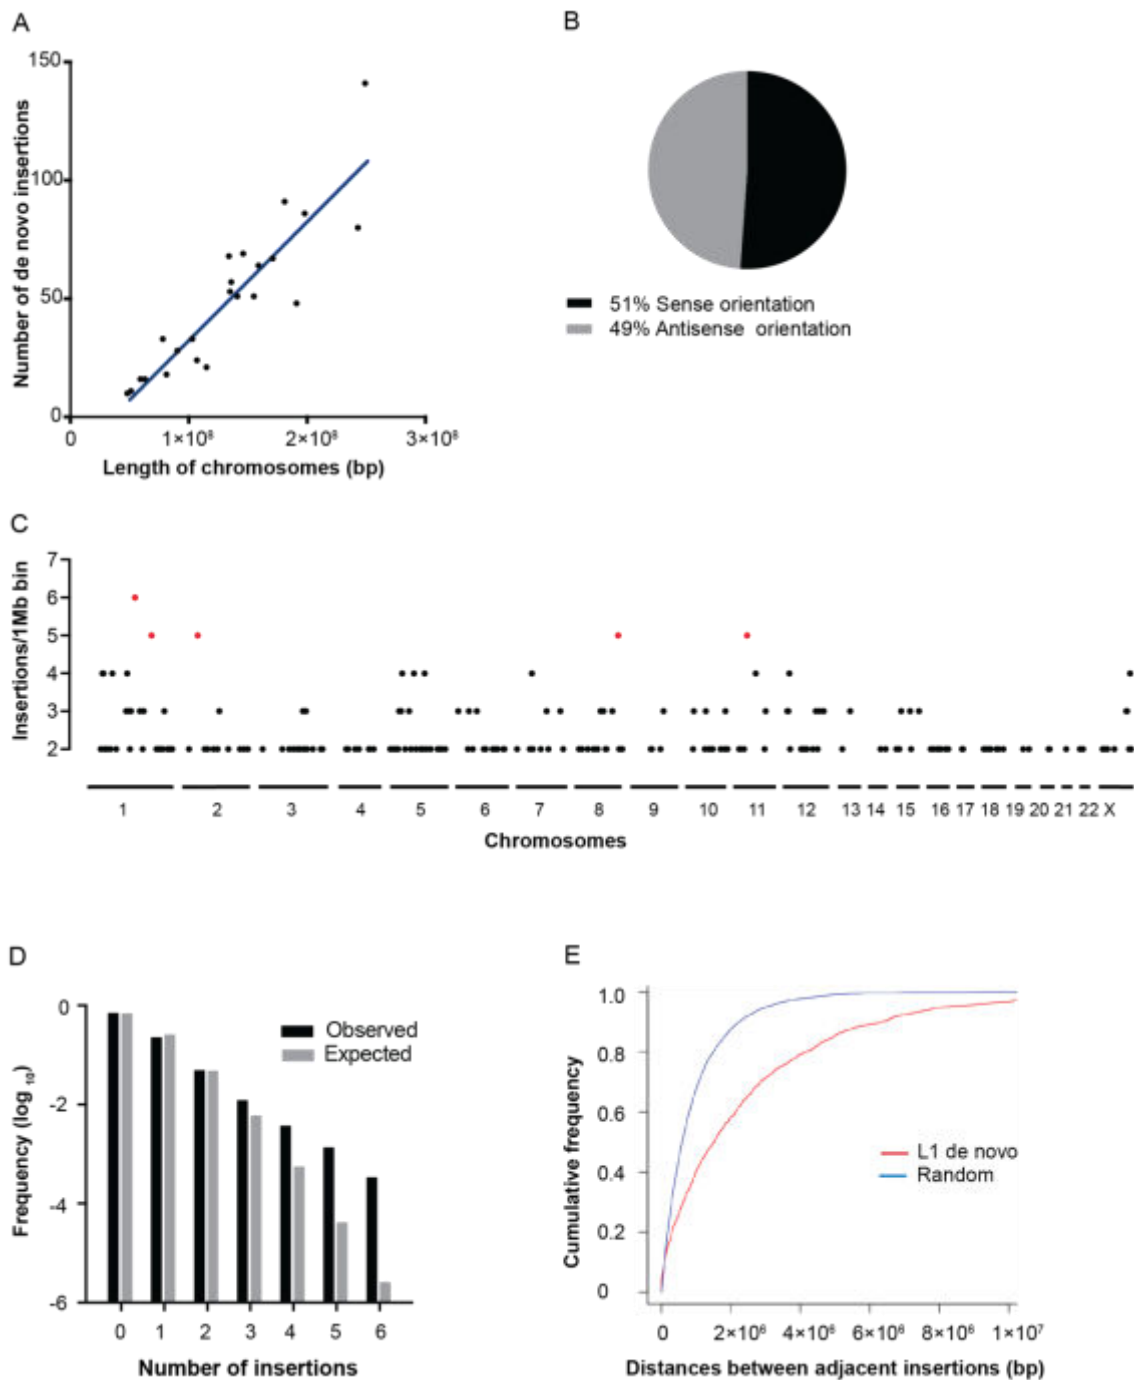 A
150
100
50
0
Number of de novo insertions
0
1×10⁸
2×10⁸
3×10⁸
Length of chromosomes (bp)
B
51% Sense orientation
49% Antisense orientation
C
7
6
5
4
3
2
Insertions/1Mb bin
1 2 3 4 5 6 7 8 9 10 11 12 13 14 15 16 17 18 19 20 21 22 X
Chromosomes
D
0
-2
-4
-6
Frequency (log ₁₀)
Observed
Expected
0 1 2 3 4 5 6
Number of insertions
E
1.0
0.8
0.6
0.4
0.2
0
Cumulative frequency
L1 de novo
Random
0 2×10⁶ 4×10⁶ 6×10⁶ 8×10⁶ 1×10⁷
Distances between adjacent insertions (bp)